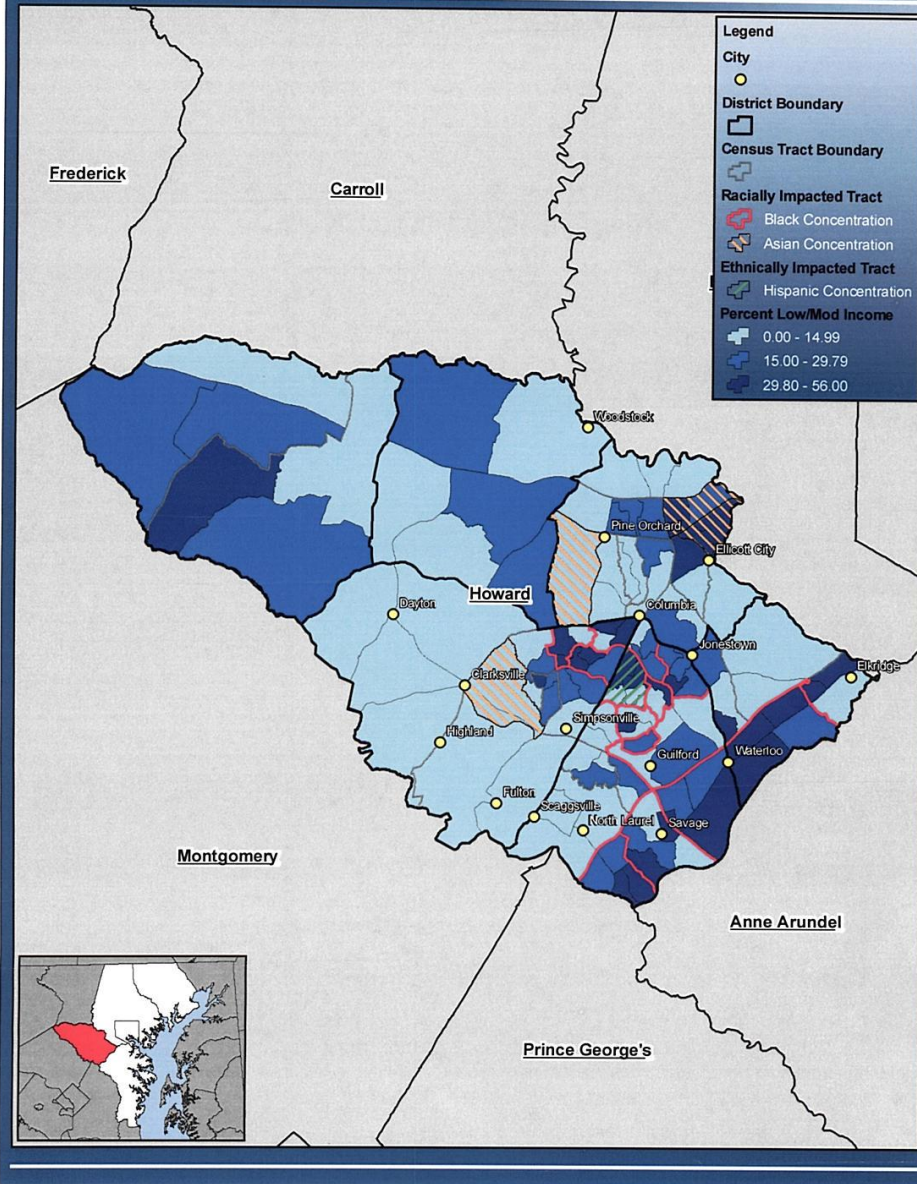 Legend
City
District Boundary
Census Tract Boundary
Racially Impacted Tract
Black Concentration
Asian Concentration
Ethnically Impacted Tract
Hispanic Concentration
Percent Low/Mod Income
0.00 - 14.99
15.00 - 29.79
29.80 - 56.00
Frederick
Carroll
Woodstock
Pine Orchard
Ellicott City
Howard
Dayton
Columbia
Jonestown
Elkridge
Clarksville
Simpsonville
Highland
Guilford
Waterloo
Fulton
Scaggsville
North Laurel
Savage
Montgomery
Anne Arundel
Prince George's